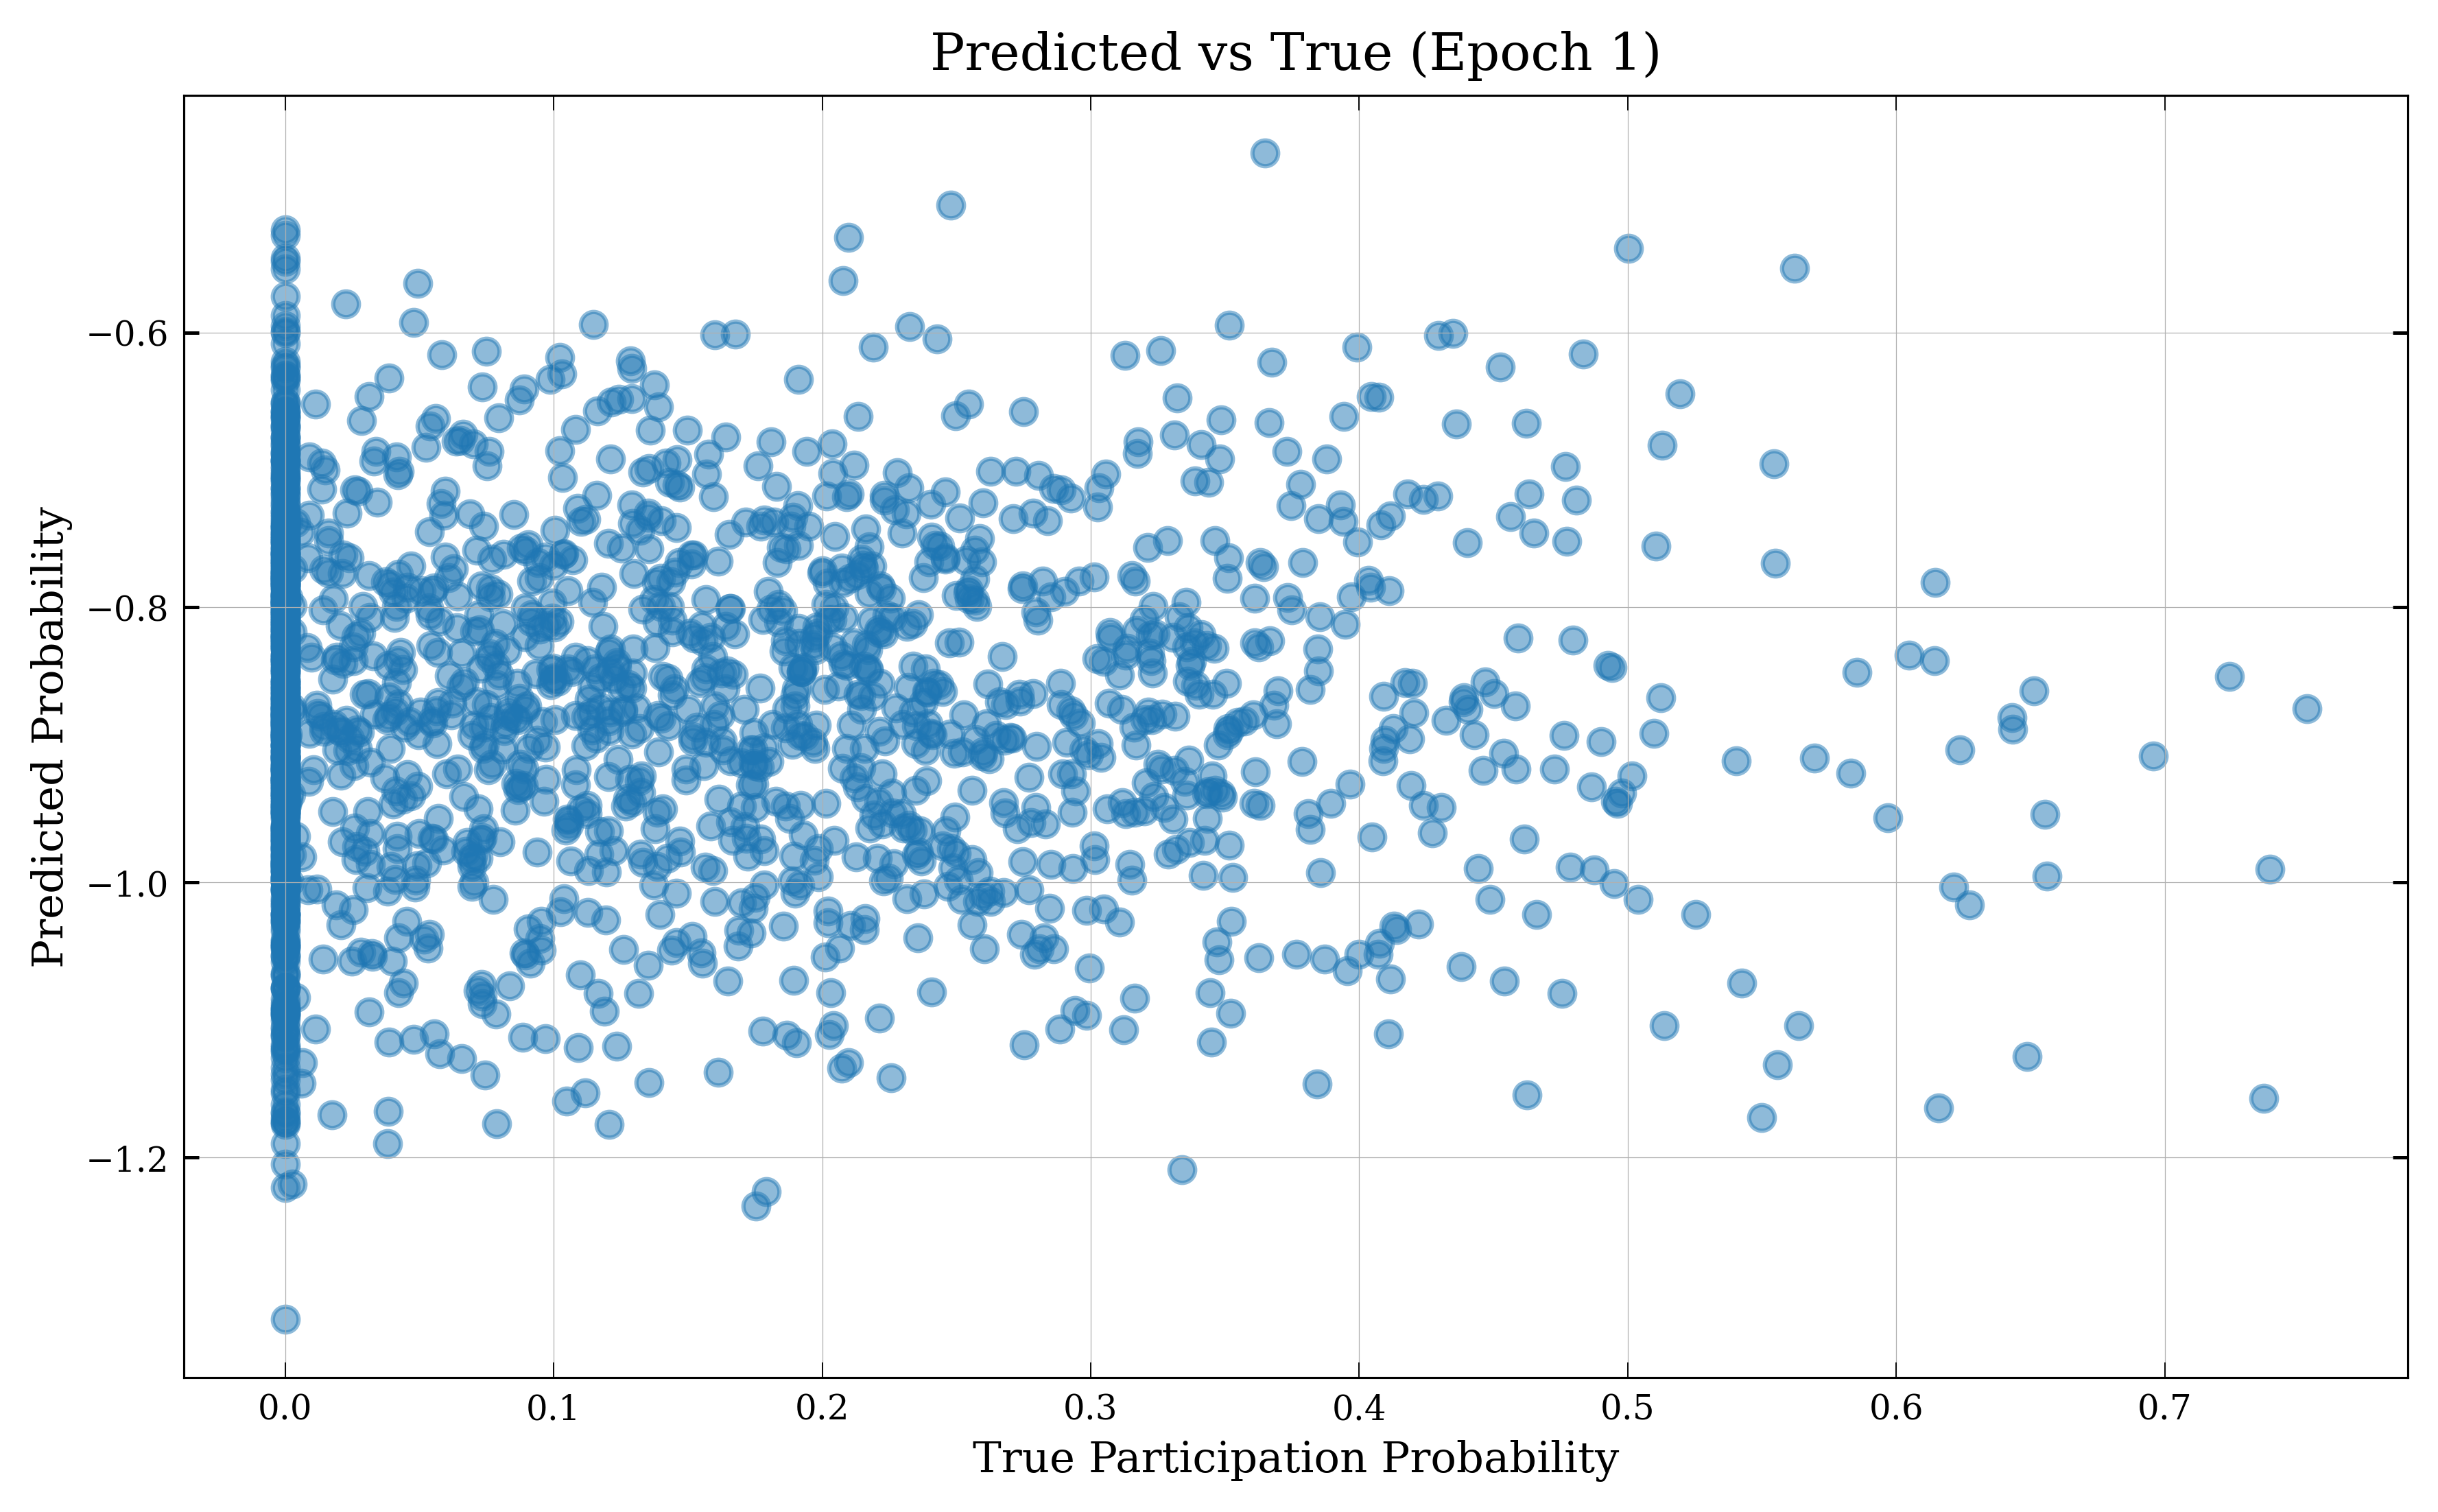 Predicted vs True (Epoch 1)
Predicted Probability
−0.6
−0.8
−1.0
−1.2
0.0 0.1 0.2 0.3 0.4 0.5 0.6 0.7
True Participation Probability